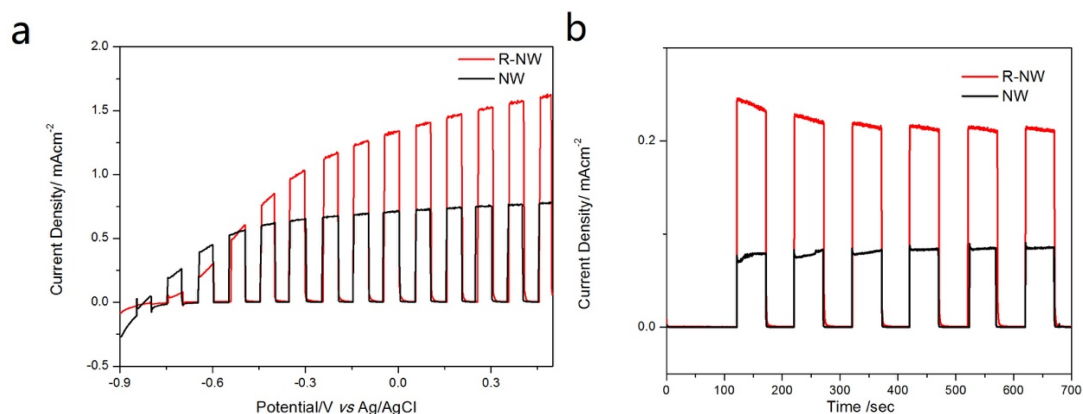 a
2.0
1.5
1.0
0.5
0.0
-0.5
Current Density/ mAcm-2
R-NW
NW
-0.9
-0.6
-0.3
0.0
0.3
Potential/V vs Ag/AgCl
b
0.2
0.0
Current Density/ mAcm-2
R-NW
NW
0
100
200
300
400
500
600
700
Time /sec